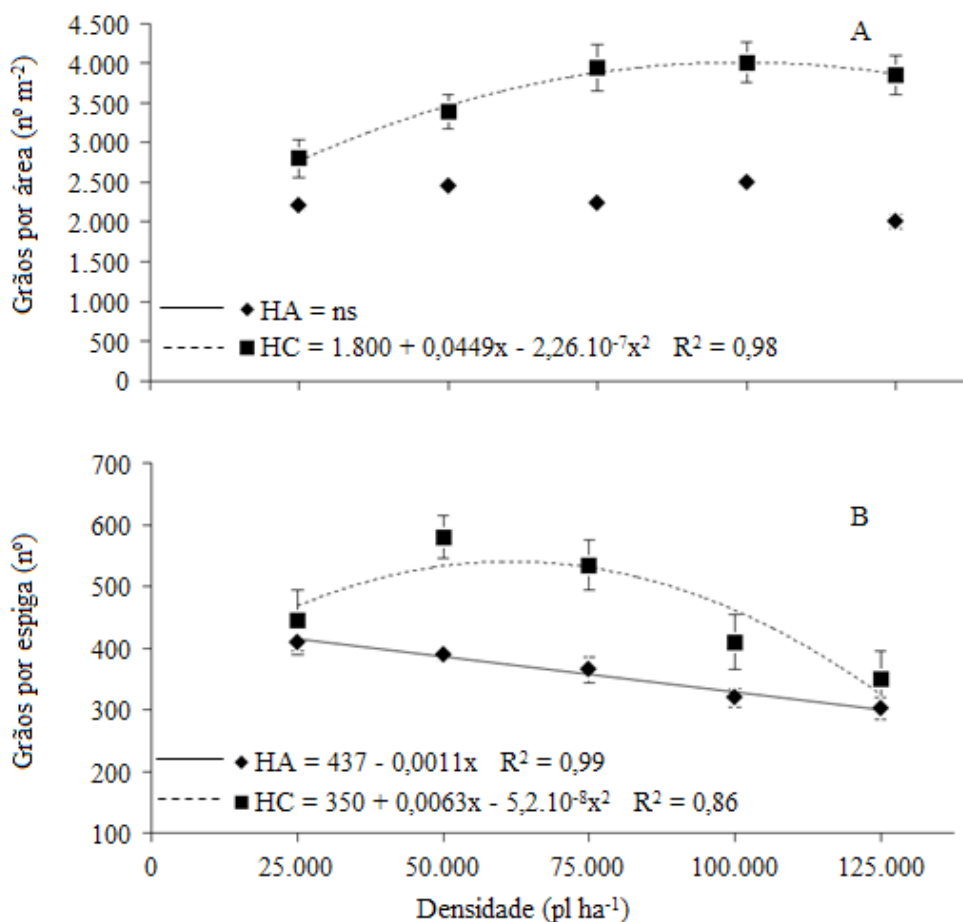 A
Grãos por área (nº m⁻²)
4.500
4.000
3.500
3.000
2.500
2.000
1.500
1.000
500
0
HA = ns
HC = 1.800 + 0,0449x - 2,26.10⁻⁷x² R² = 0,98
B
Grãos por espiga (nº)
700
600
500
400
300
200
100
HA = 437 - 0,0011x R² = 0,99
HC = 350 + 0,0063x - 5,2.10⁻⁸x² R² = 0,86
0 25.000 50.000 75.000 100.000 125.000
Densidade (pl ha⁻¹)